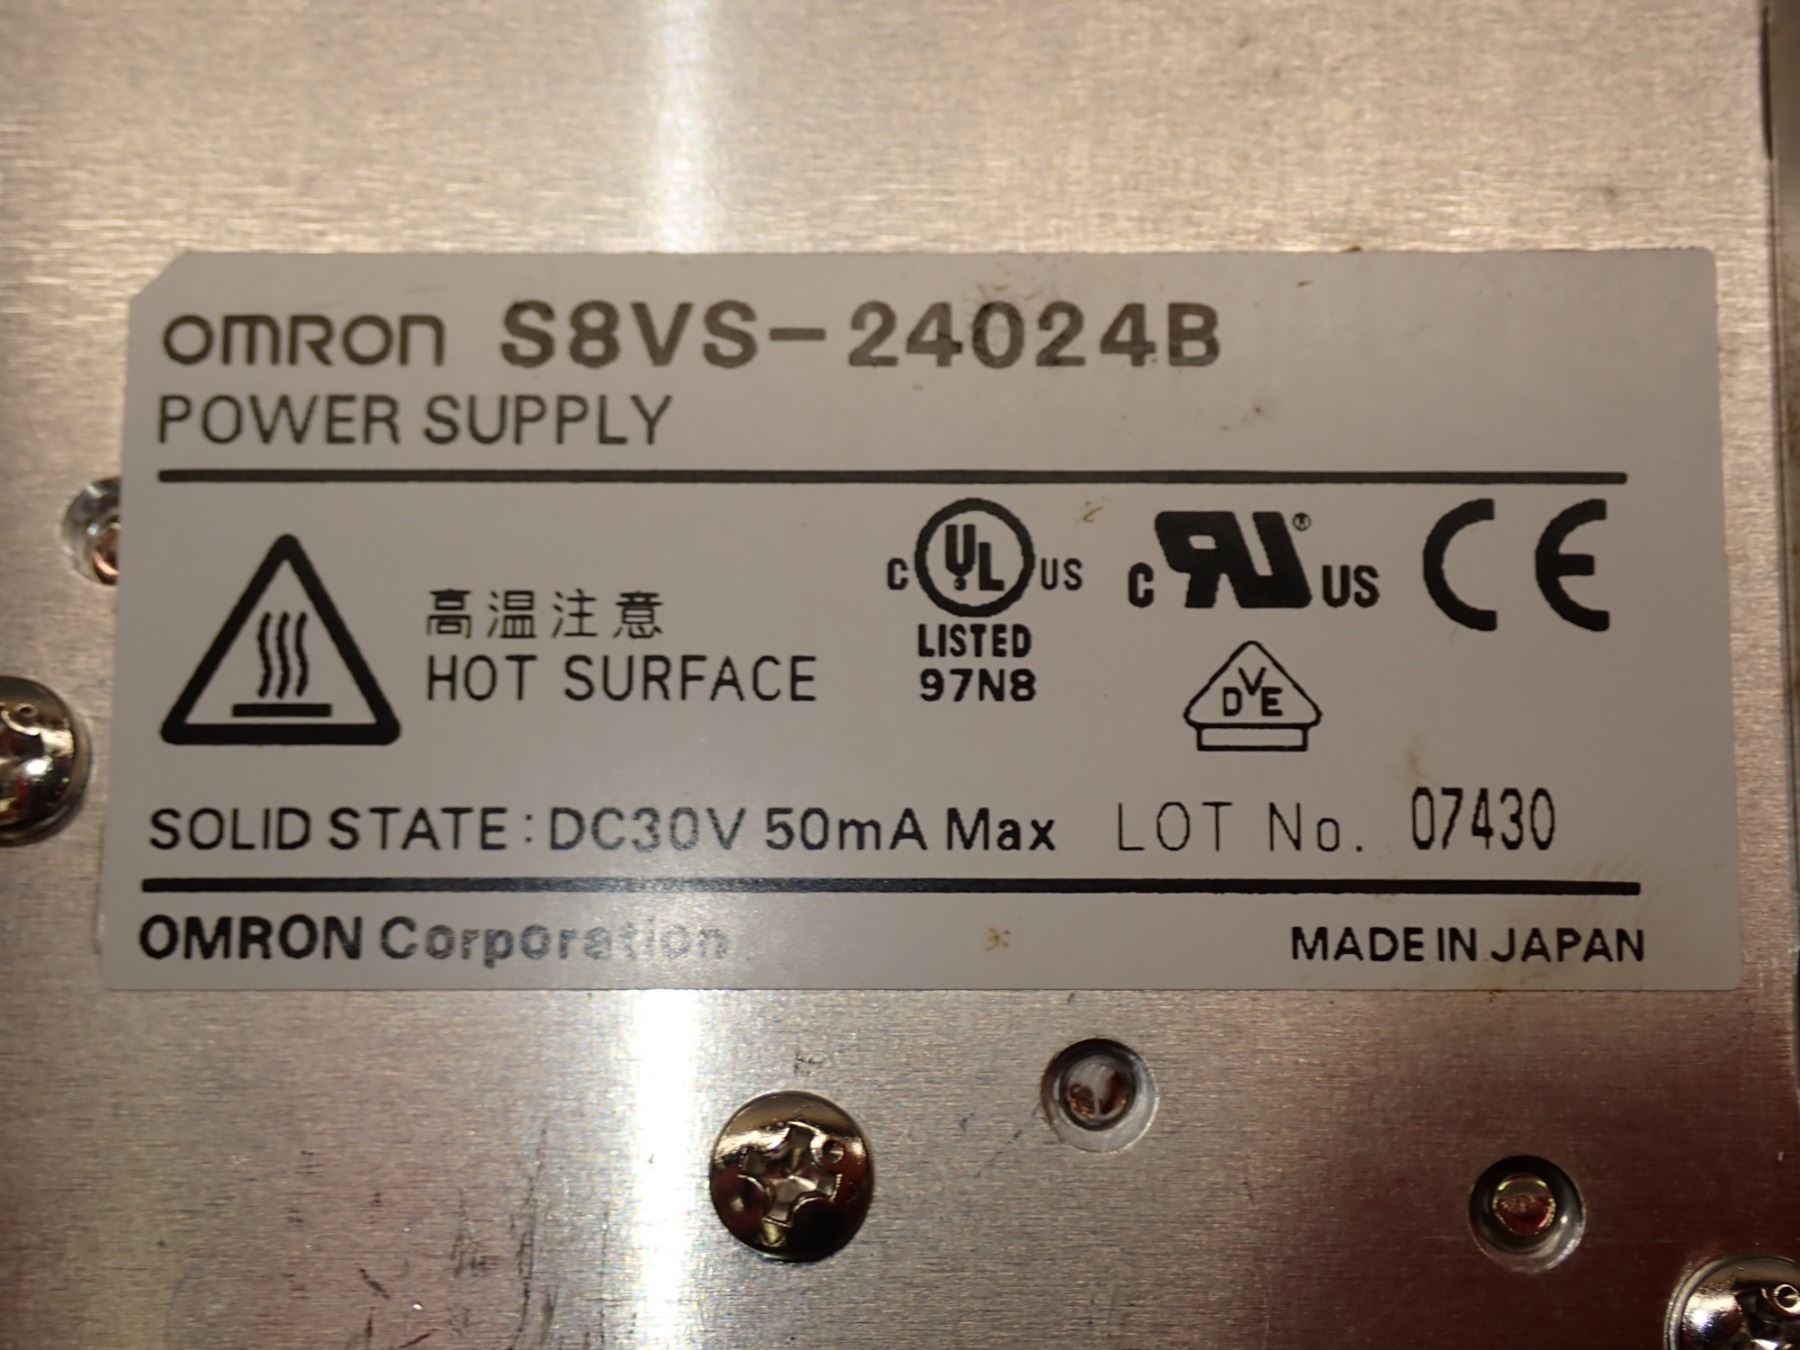 OMRON S8VS-24024B
POWER SUPPLY
高温注意
HOT SURFACE
C UL US
LISTED
97N8
C RU® US
CE
DVE
SOLID STATE: DC30V 50mA Max LOT No. 07430
OMRON Corporation
MADE IN JAPAN